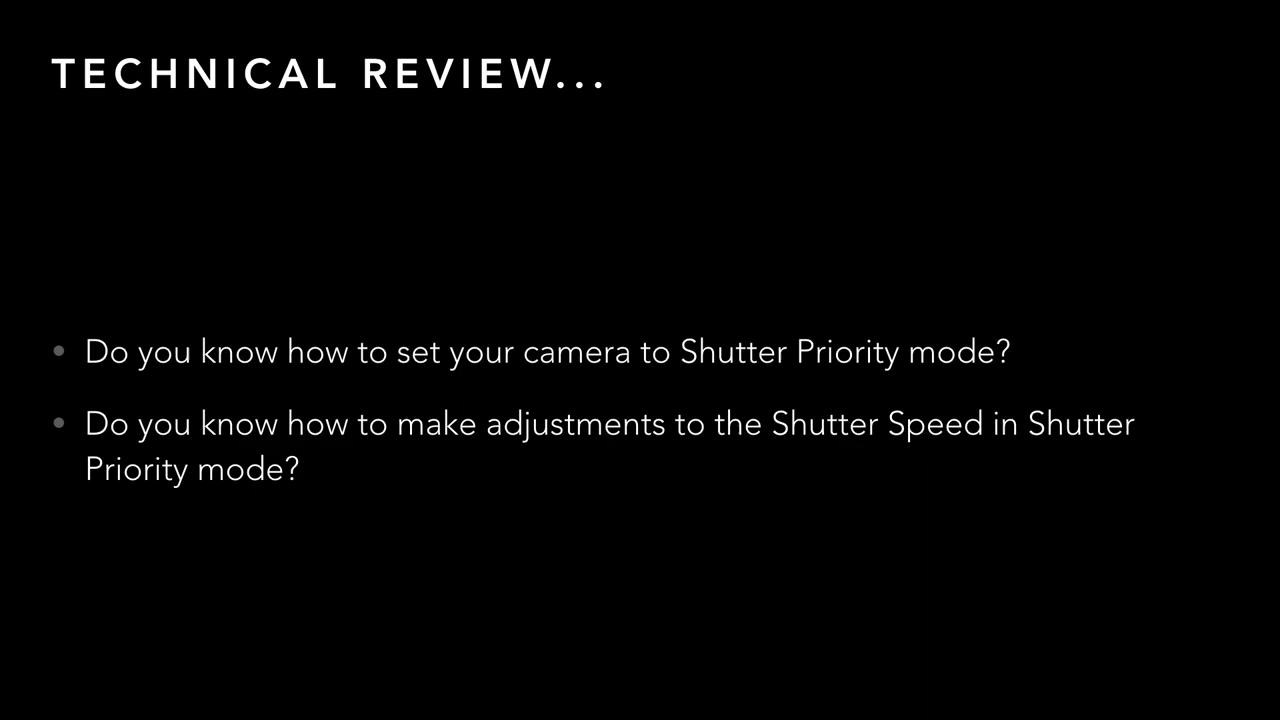 TECHNICAL REVIEW...
• Do you know how to set your camera to Shutter Priority mode?
• Do you know how to make adjustments to the Shutter Speed in Shutter
Priority mode?